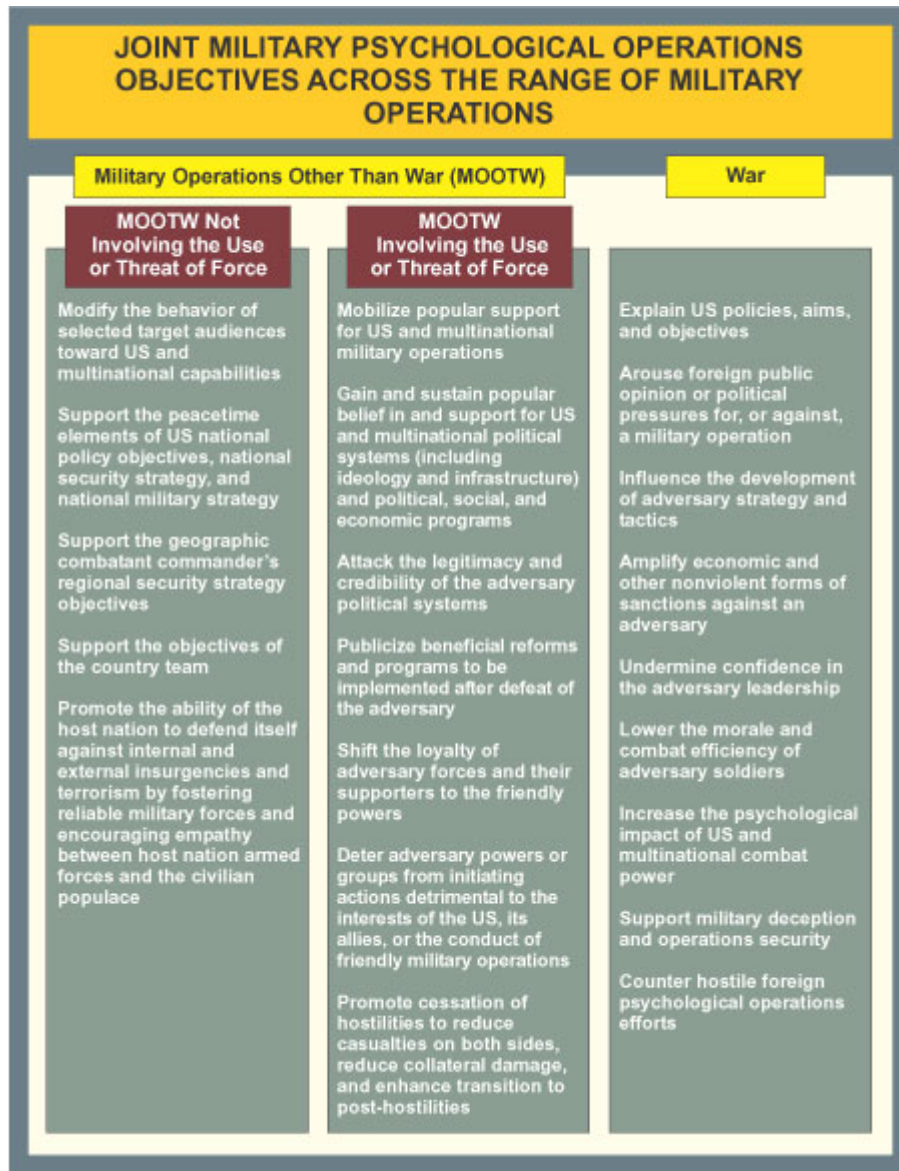 JOINT MILITARY PSYCHOLOGICAL OPERATIONS
OBJECTIVES ACROSS THE RANGE OF MILITARY
OPERATIONS
Military Operations Other Than War (MOOTW)
War
MOOTW Not
Involving the Use
or Threat of Force
Modify the behavior of
selected target audiences
toward US and
multinational capabilities
Support the peacetime
elements of US national
policy objectives, national
security strategy, and
national military strategy
Support the geographic
combatant commander's
regional security strategy
objectives
Support the objectives of
the country team
Promote the ability of the
host nation to defend itself
against internal and
external insurgencies and
terrorism by fostering
reliable military forces and
encouraging empathy
between host nation armed
forces and the civilian
populace
MOOTW
Involving the Use
or Threat of Force
Mobilize popular support
for US and multinational
military operations
Gain and sustain popular
belief in and support for US
and multinational political
systems (including
ideology and infrastructure)
and political, social, and
economic programs
Attack the legitimacy and
credibility of the adversary
political systems
Publicize beneficial reforms
and programs to be
implemented after defeat of
the adversary
Shift the loyalty of
adversary forces and their
supporters to the friendly
powers
Deter adversary powers or
groups from initiating
actions detrimental to the
interests of the US, its
allies, or the conduct of
friendly military operations
Promote cessation of
hostilities to reduce
casualties on both sides,
reduce collateral damage,
and enhance transition to
post-hostilities
Explain US policies, aims,
and objectives
Arouse foreign public
opinion or political
pressures for, or against,
a military operation
Influence the development
of adversary strategy and
tactics
Amplify economic and
other nonviolent forms of
sanctions against an
adversary
Undermine confidence in
the adversary leadership
Lower the morale and
combat efficiency of
adversary soldiers
Increase the psychological
impact of US and
multinational combat
power
Support military deception
and operations security
Counter hostile foreign
psychological operations
efforts